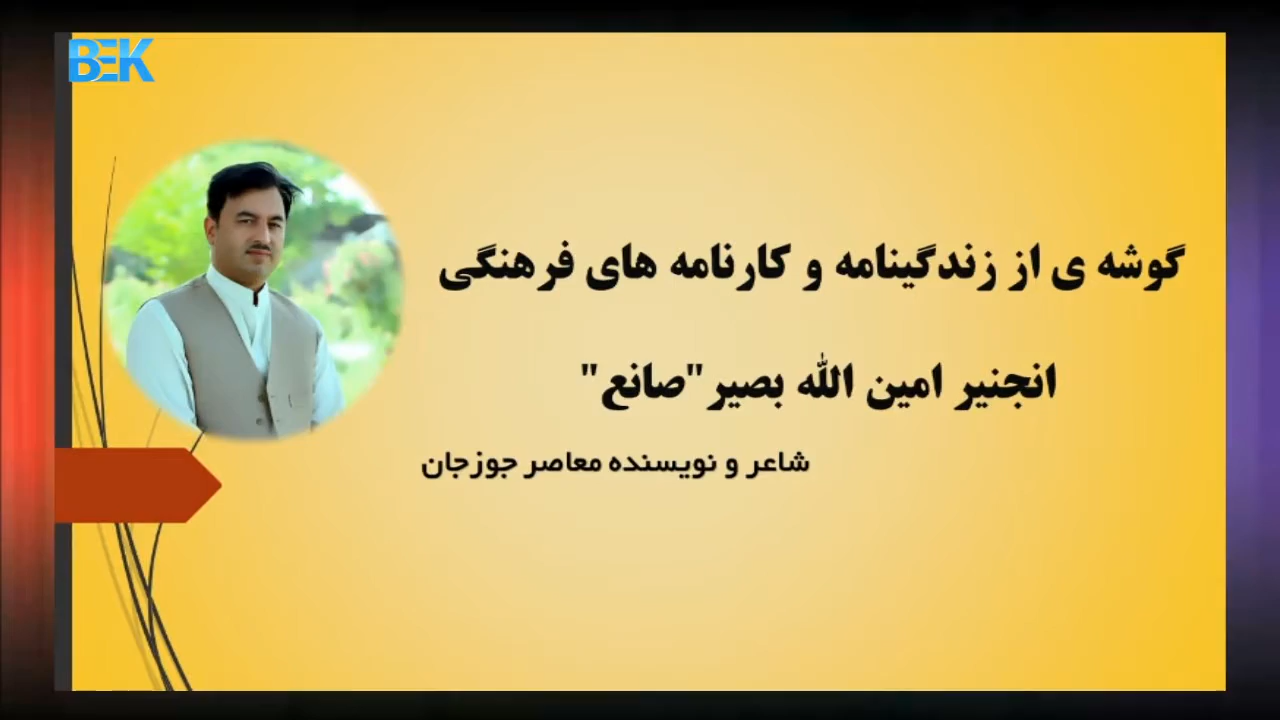 BEK
گوشه ی از زندگینامه و کارنامه های فرهنگی
انجنیر امین الله بصیر"صانع"
شاعر و نویسنده معاصر جوزجان